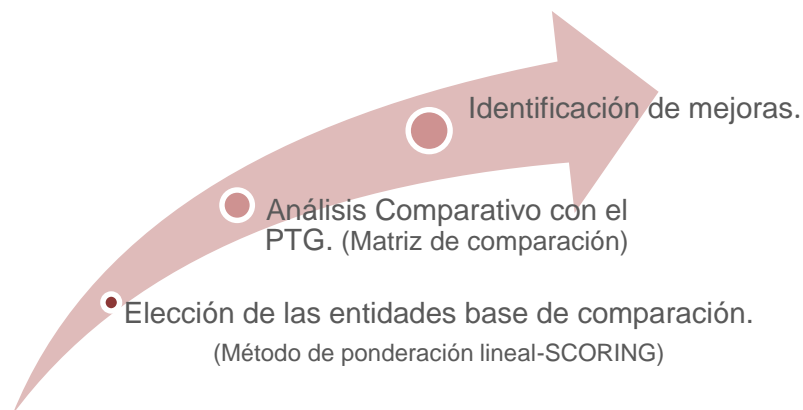 Identificación de mejoras.
Análisis Comparativo con el
PTG. (Matriz de comparación)
Elección de las entidades base de comparación.
(Método de ponderación lineal-SCORING)